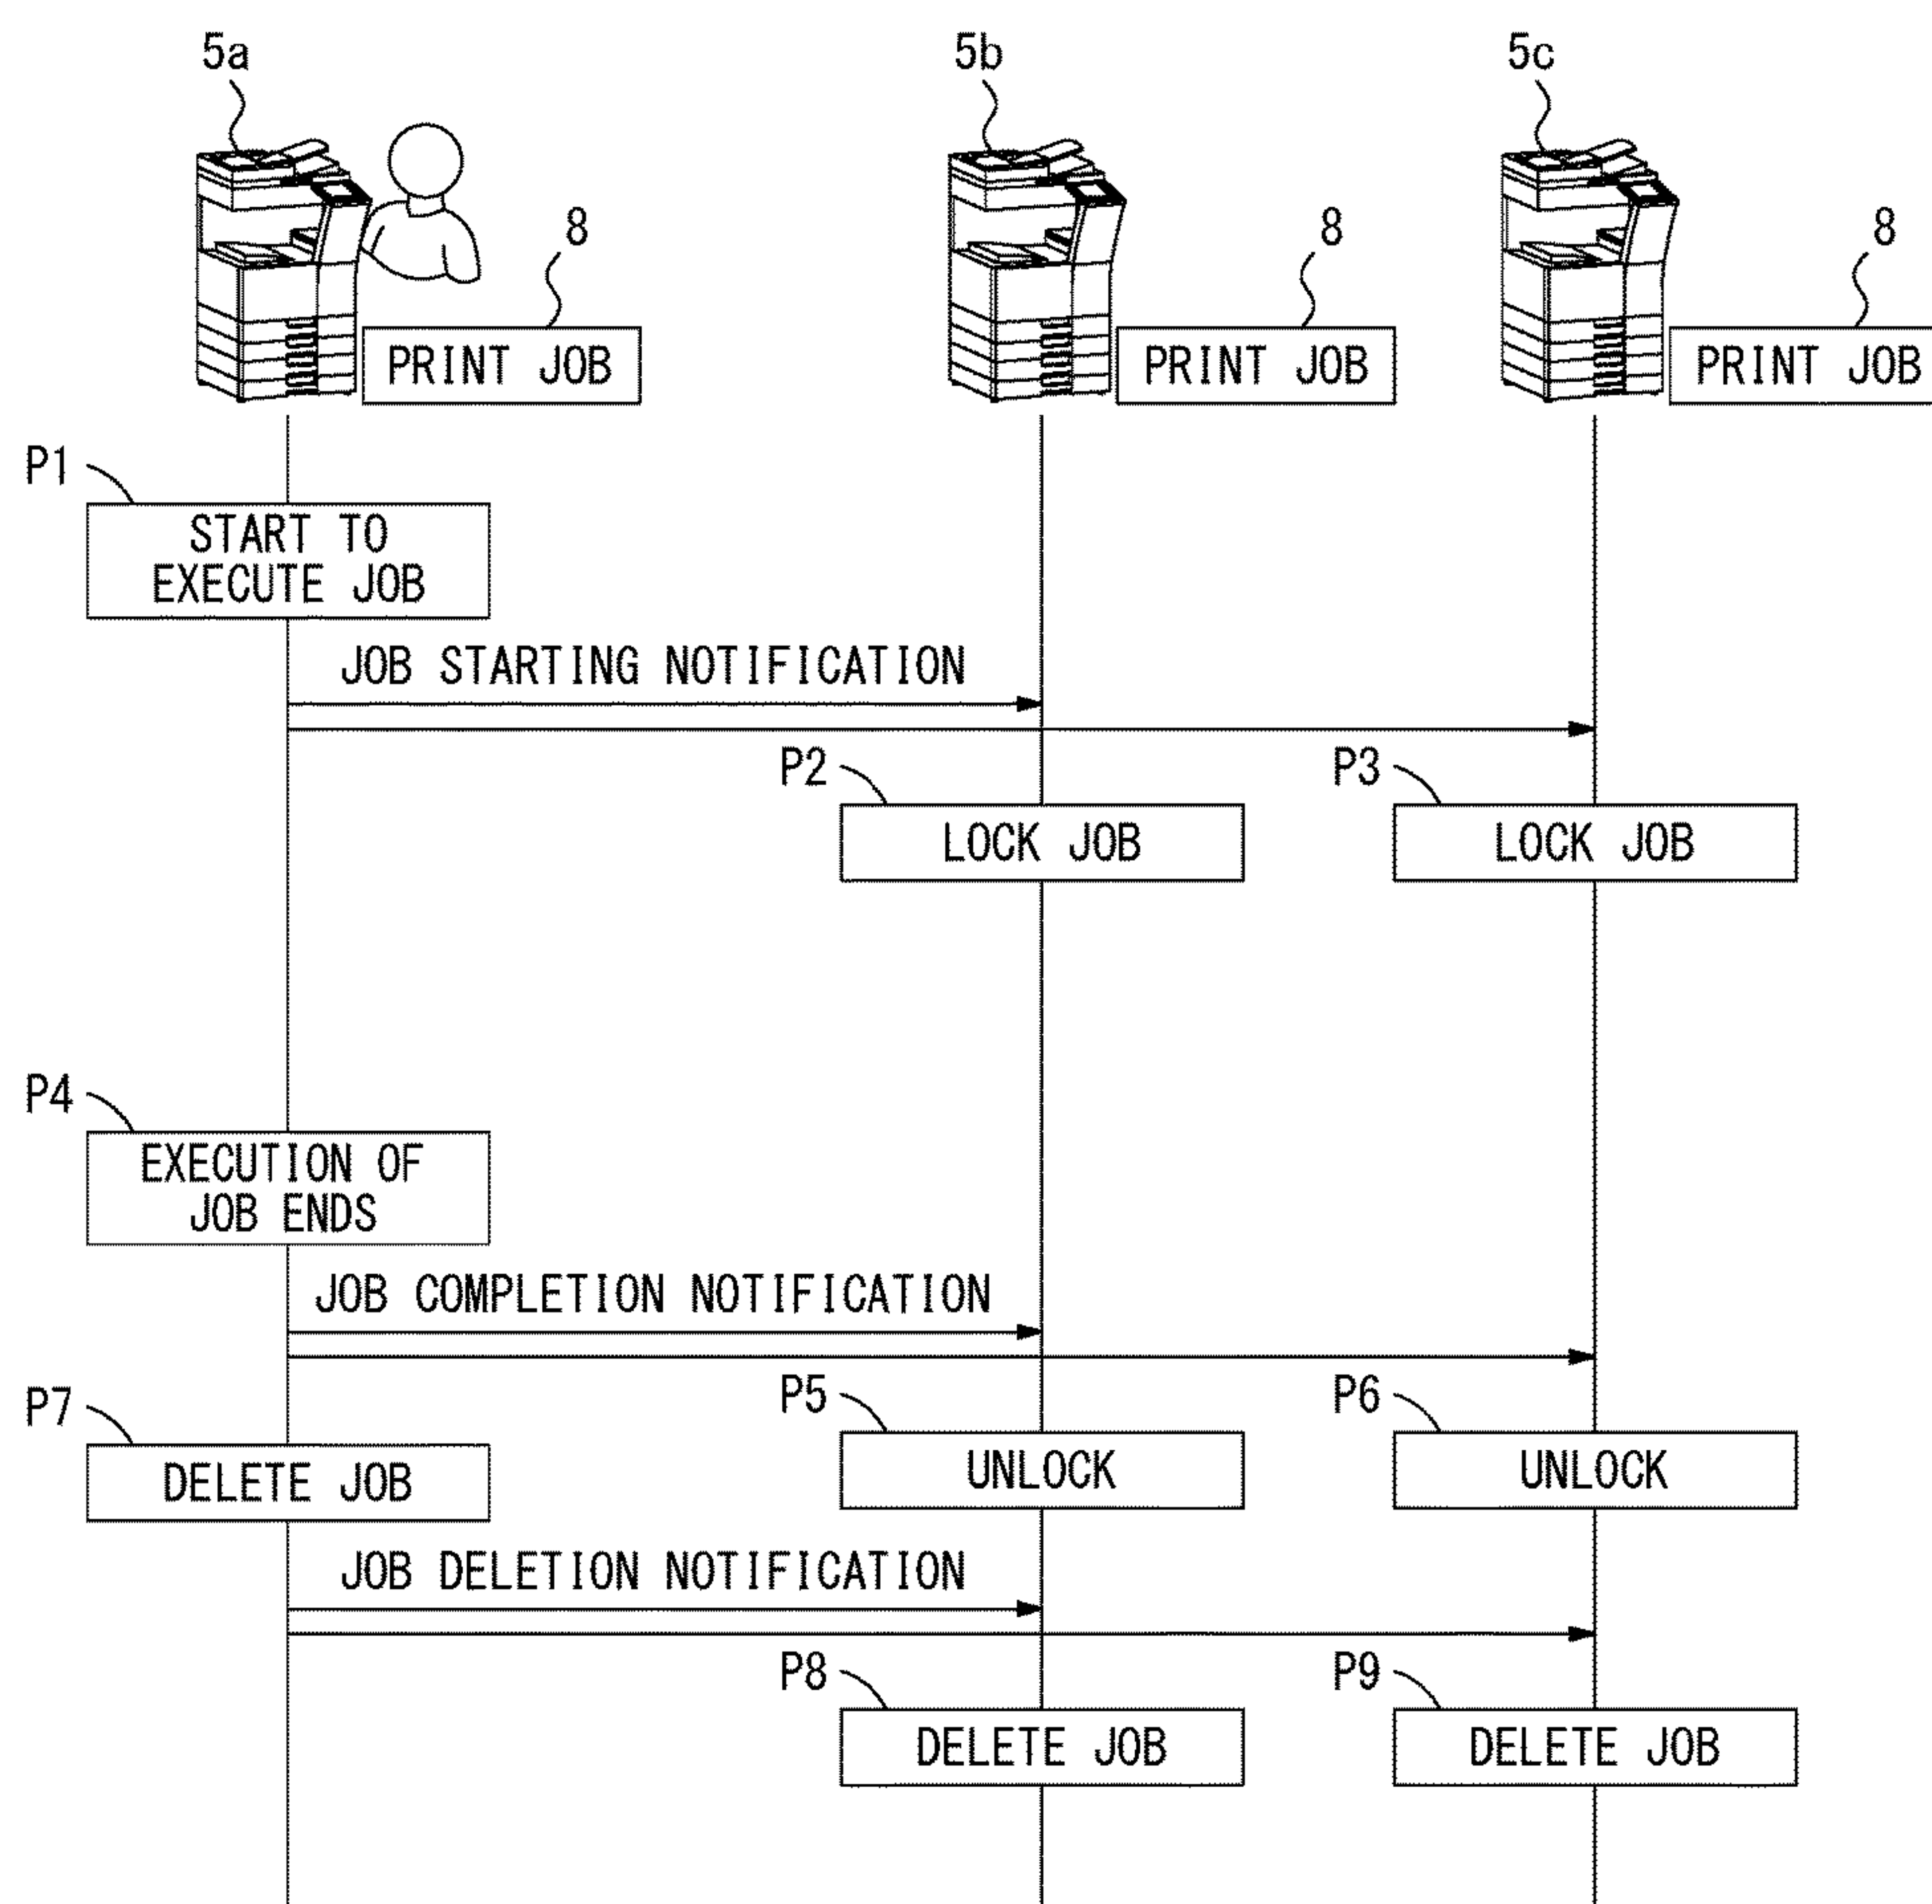 5a
5b
5c
8
8
8
PRINT JOB
PRINT JOB
PRINT JOB
P1
START TO
EXECUTE JOB
JOB STARTING NOTIFICATION
P2
P3
LOCK JOB
LOCK JOB
P4
EXECUTION OF
JOB ENDS
JOB COMPLETION NOTIFICATION
P7
P5
P6
DELETE JOB
UNLOCK
UNLOCK
JOB DELETION NOTIFICATION
P8
P9
DELETE JOB
DELETE JOB